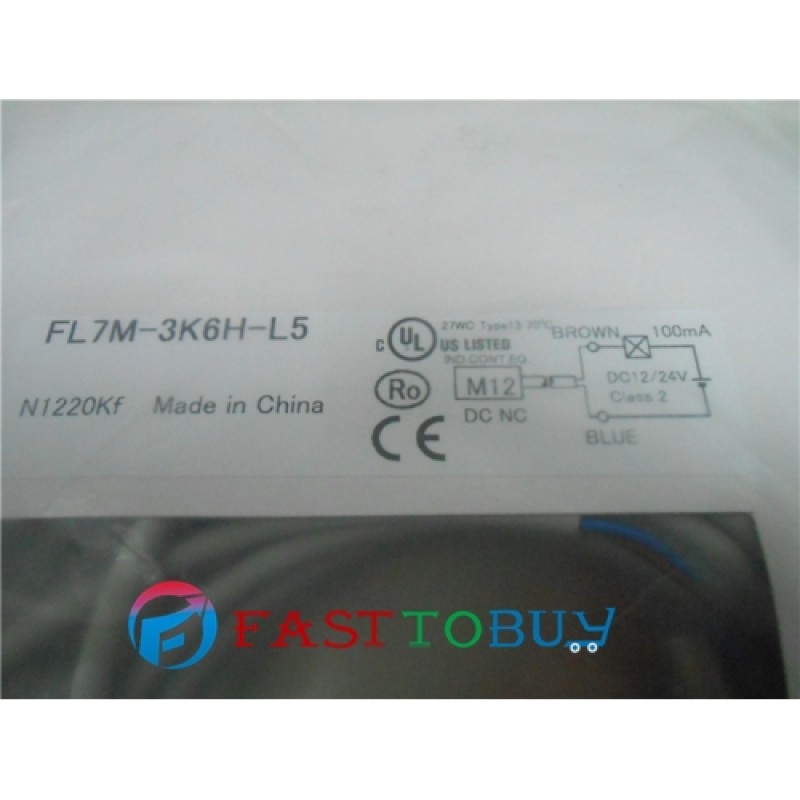 FL7M-3K6H-L5
N1220Kf Made in China
C UL US LISTED
27WC Type13 70°C
IND.CONT.EQ.
Ro
CE
M12
DC NC
BROWN
100mA
DC12/24V
Class.2
BLUE
FASTTOBUY